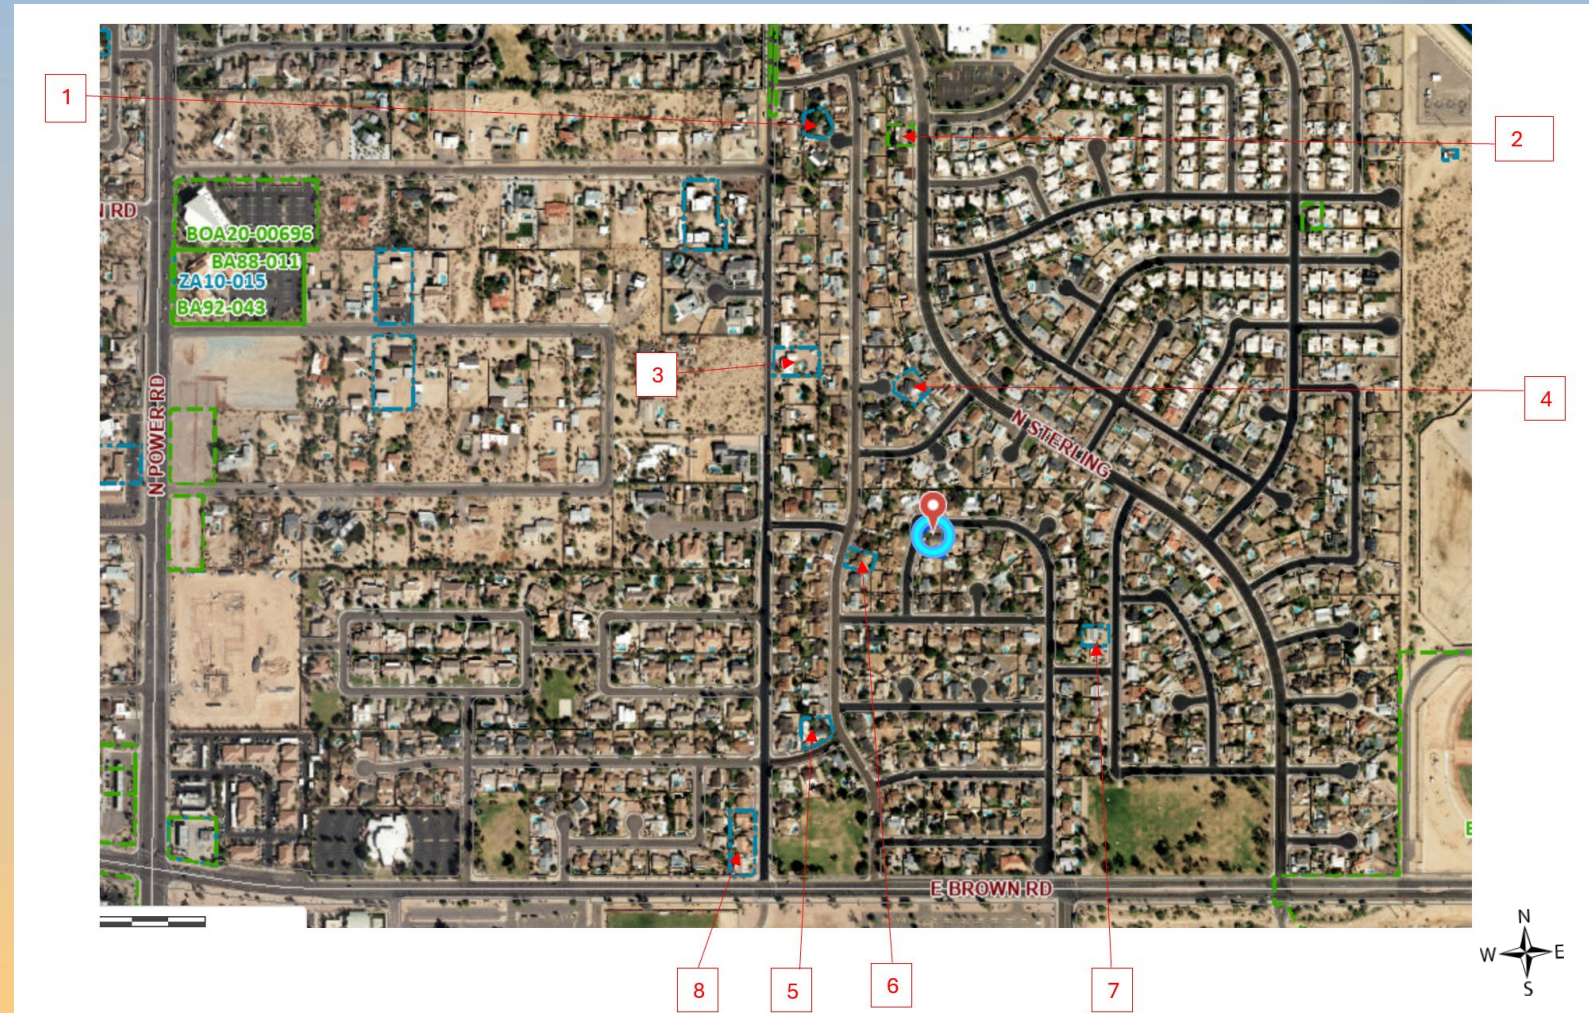 1
2
N RD
BOA20-00696
BA88-011
ZA10-015
BA92-043
3
4
N POWER RD
N STERLING
E BROWN RD
N
W E
S
8
5
6
7